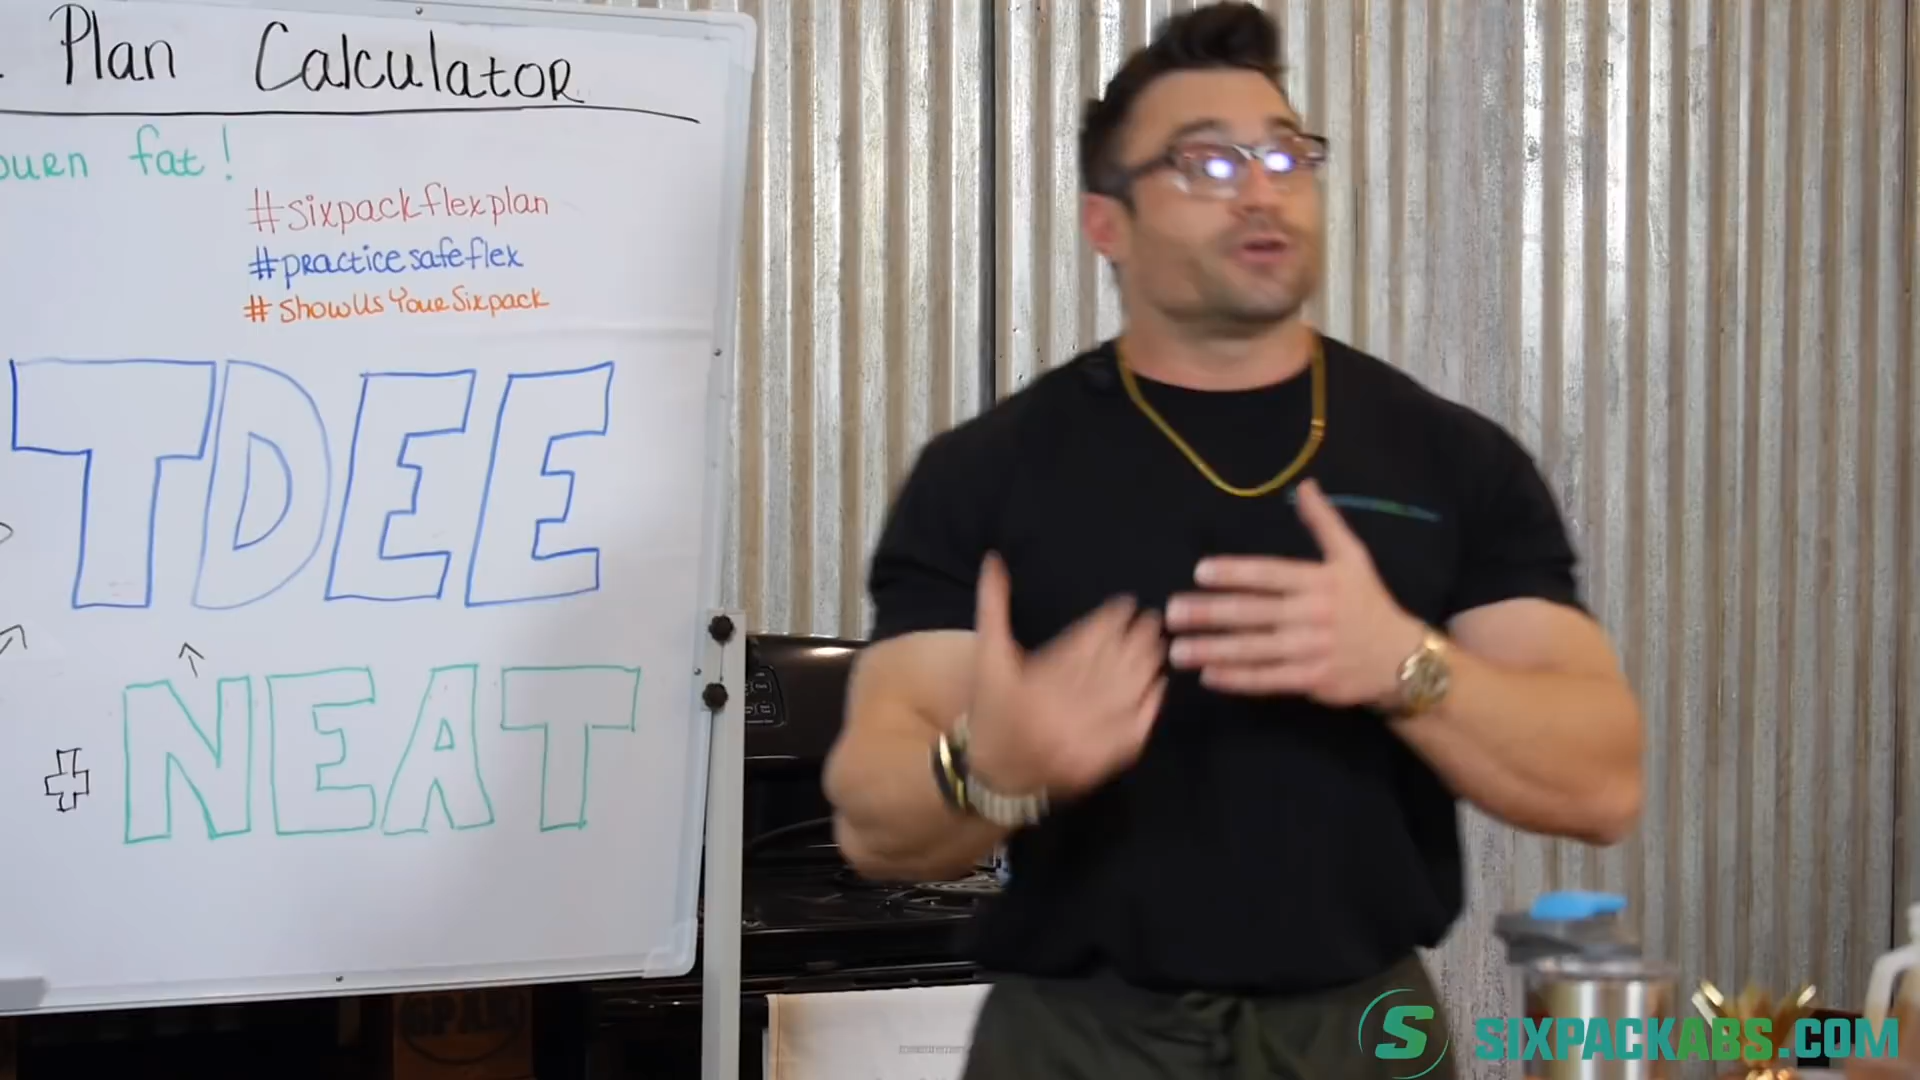 Plan Calculator
burn fat!
#sixpackflexplan
#practicesafeflex
#ShowUsYourSixpack
TDEE
NEAT
SIXPACKABS.COM